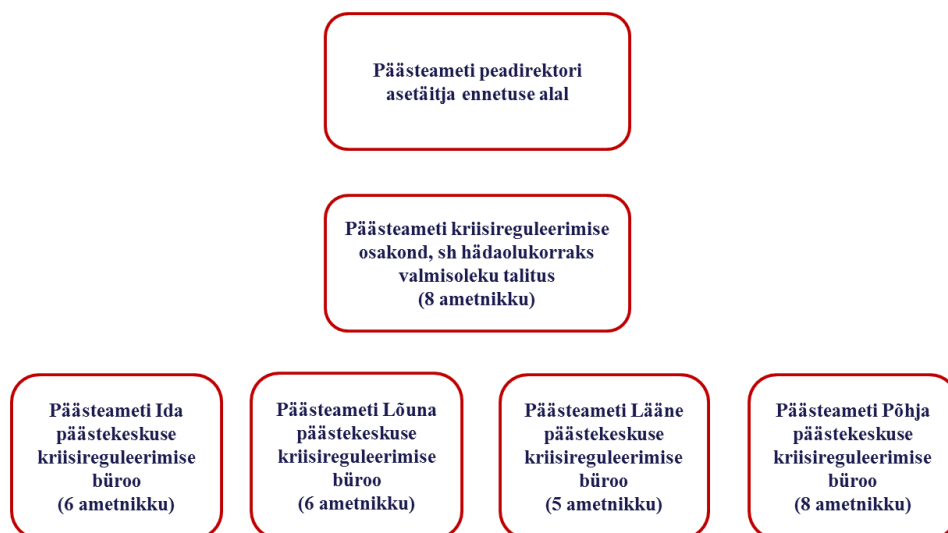 Päästeameti peadirektori
asetäitja ennetuse alal
Päästeameti kriisireguleerimise
osakond, sh hädaolukorraks
valmisoleku talitus
(8 ametnikku)
Päästeameti Ida
päästekeskuse
kriisireguleerimise
büroo
(6 ametnikku)
Päästeameti Lõuna
päästekeskuse
kriisireguleerimise
büroo
(6 ametnikku)
Päästeameti Lääne
päästekeskuse
kriisireguleerimise
büroo
(5 ametnikku)
Päästeameti Põhja
päästekeskuse
kriisireguleerimise
büroo
(8 ametnikku)